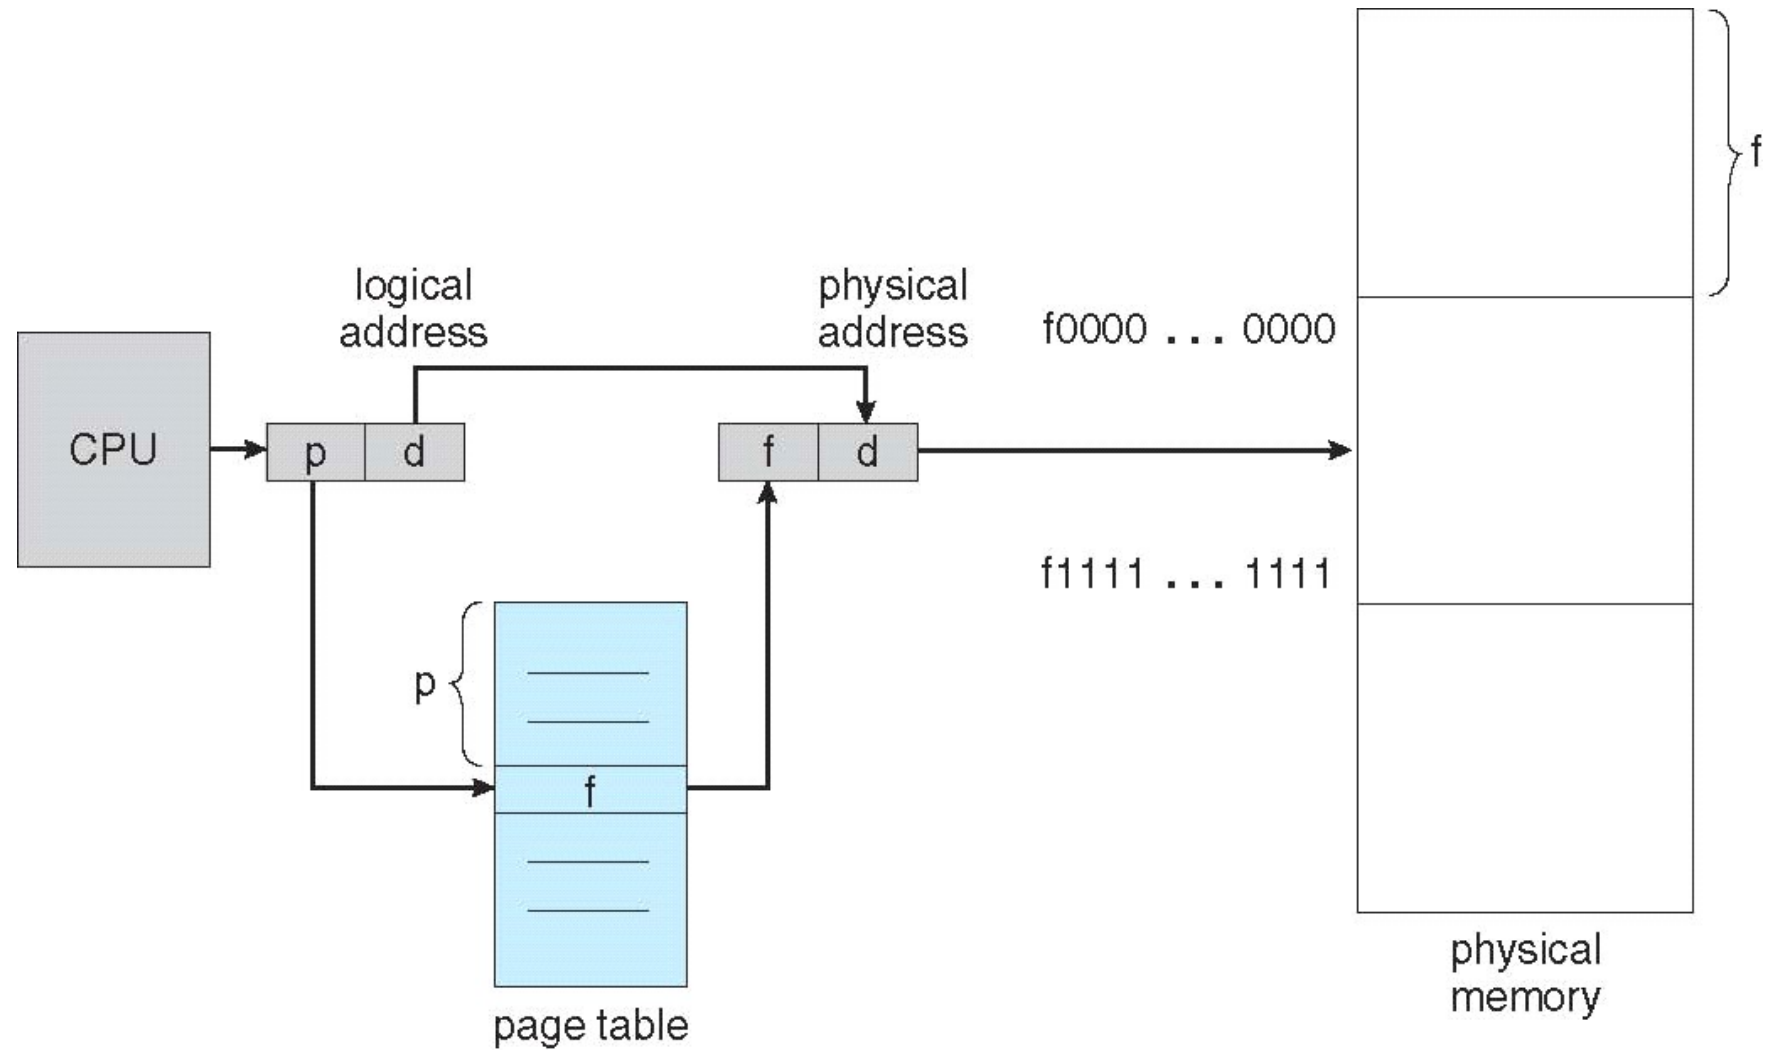 f
logical
address
physical
address
f0000 ... 0000
CPU
p d
f d
f1111 ... 1111
p
f
physical
memory
page table